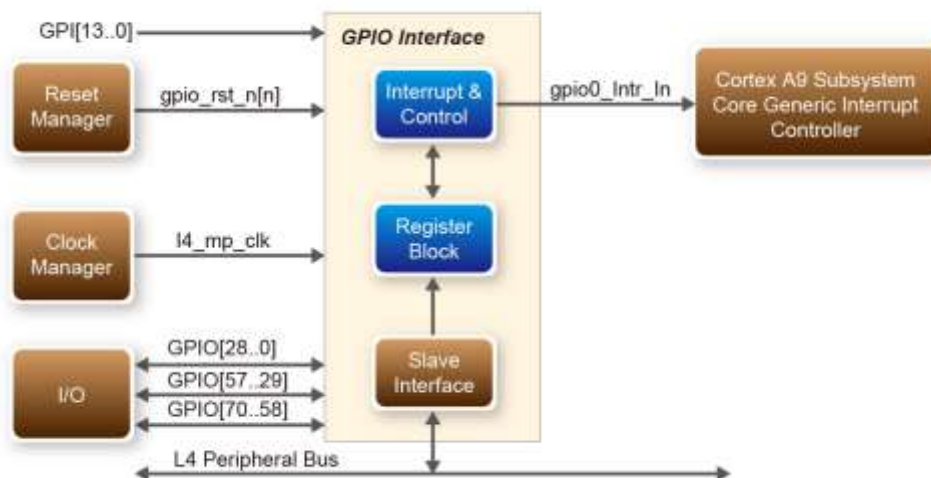 GPI[13..0]
GPIO Interface
Reset
Manager
gpio_rst_n[n]
Interrupt &
Control
gpio0_Intr_In
Cortex A9 Subsystem
Core Generic Interrupt
Controller
Clock
Manager
l4_mp_clk
Register
Block
I/O
GPIO[28..0]
GPIO[57..29]
GPIO[70..58]
Slave
Interface
L4 Peripheral Bus